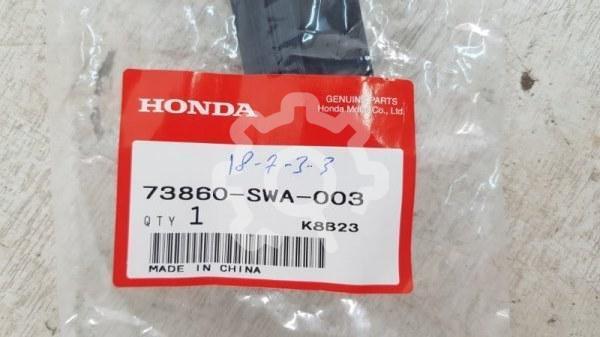 HONDA
GENUINE PARTS
Honda Motor Co., Ltd.
18-7-3-3
73860-SWA-003
QTY 1
K8B23
MADE IN CHINA